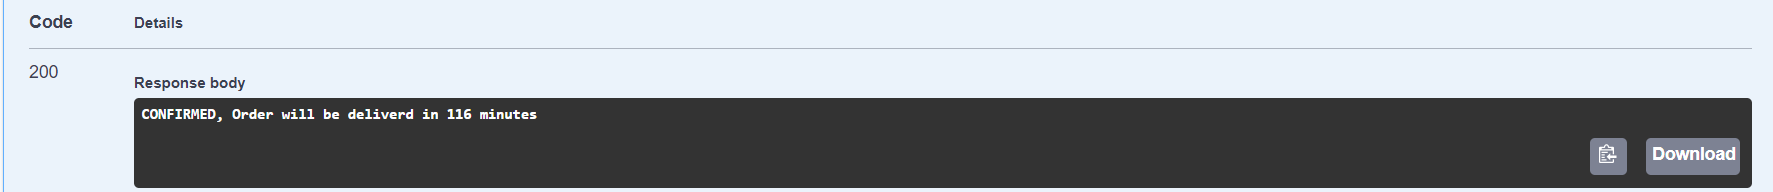 Code Details
200
Response body
CONFIRMED, Order will be deliverd in 116 minutes
Download